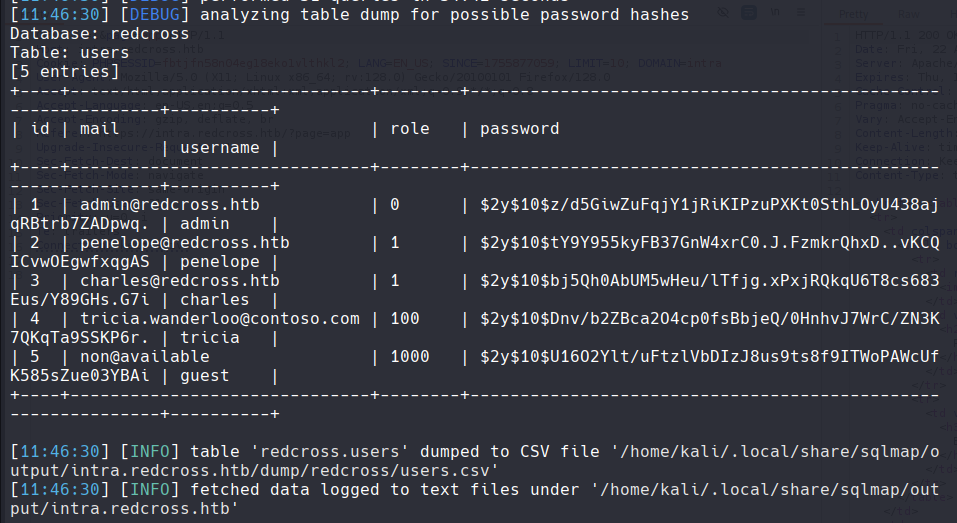 [11:46:30] [DEBUG] analyzing table dump for possible password hashes
Database: redcross
Table: users
[5 entries]
+----+------------------------------+--------+-----------------------------------------------
---------------+----------+
| id | mail                         | role   | password
               | username |
+----+------------------------------+--------+-----------------------------------------------
---------------+----------+
| 1  | admin@redcross.htb           | 0      | $2y$10$z/d5GiwZuFqjY1jRiKIPzuPXKt0SthLOyU438aj
qRBtrb7ZADpwq. | admin    |
| 2  | penelope@redcross.htb        | 1      | $2y$10$tY9Y955kyFB37GnW4xrC0.J.FzmkrQhxD..vKCQ
ICvwOEgwfxqgAS | penelope |
| 3  | charles@redcross.htb         | 1      | $2y$10$bj5Qh0AbUM5wHeu/lTfjg.xPxjRQkqU6T8cs683
Eus/Y89GHs.G7i | charles  |
| 4  | tricia.wanderloo@contoso.com | 100    | $2y$10$Dnv/b2ZBca2O4cp0fsBbjeQ/0HnhvJ7WrC/ZN3K
7QKqTa9SSKP6r. | tricia   |
| 5  | non@available                | 1000   | $2y$10$U16O2Ylt/uFtzlVbDIzJ8us9ts8f9ITWoPAWcUf
K585sZue03YBAi | guest    |
+----+------------------------------+--------+-----------------------------------------------
---------------+----------+
[11:46:30] [INFO] table 'redcross.users' dumped to CSV file '/home/kali/.local/share/sqlmap/o
utput/intra.redcross.htb/dump/redcross/users.csv'
[11:46:30] [INFO] fetched data logged to text files under '/home/kali/.local/share/sqlmap/out
put/intra.redcross.htb'